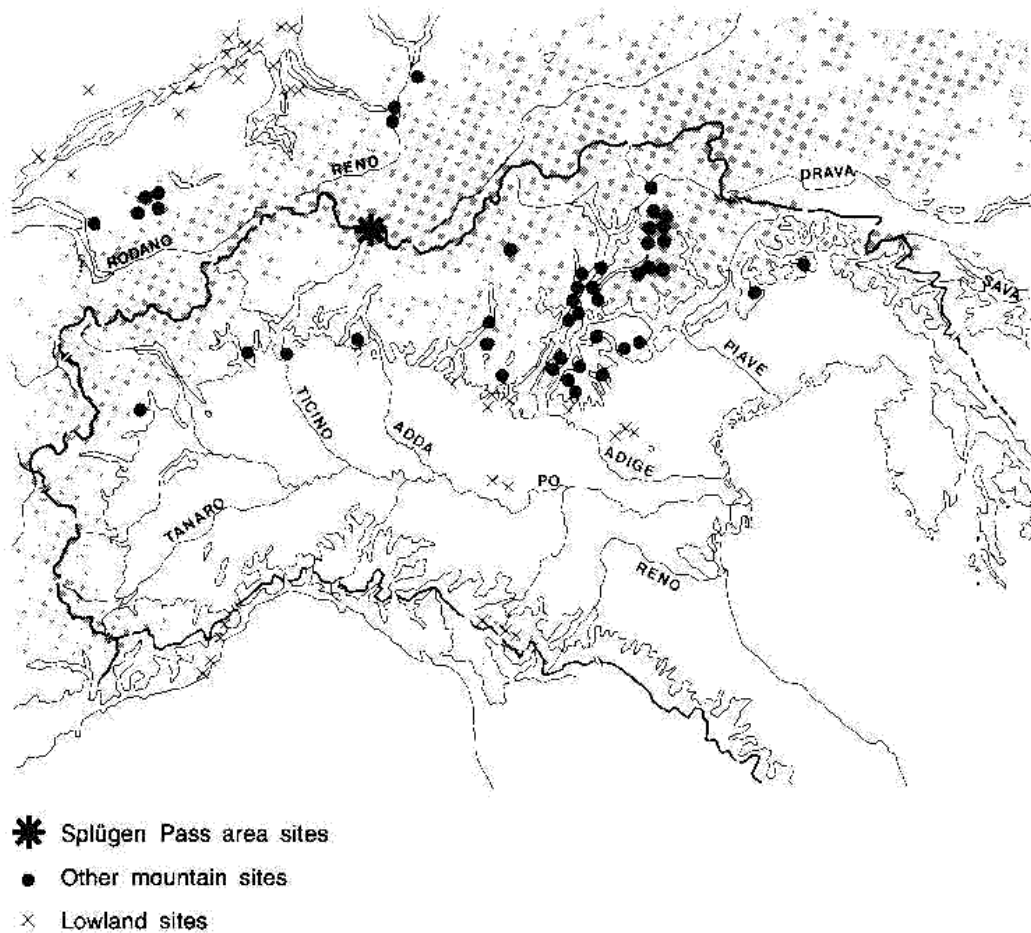 RENO
DRAVA
RODANO
SAVA
PIAVE
TICINO
ADDA
ADIGE
PO
TANARO
RENO
Splügen Pass area sites
Other mountain sites
Lowland sites